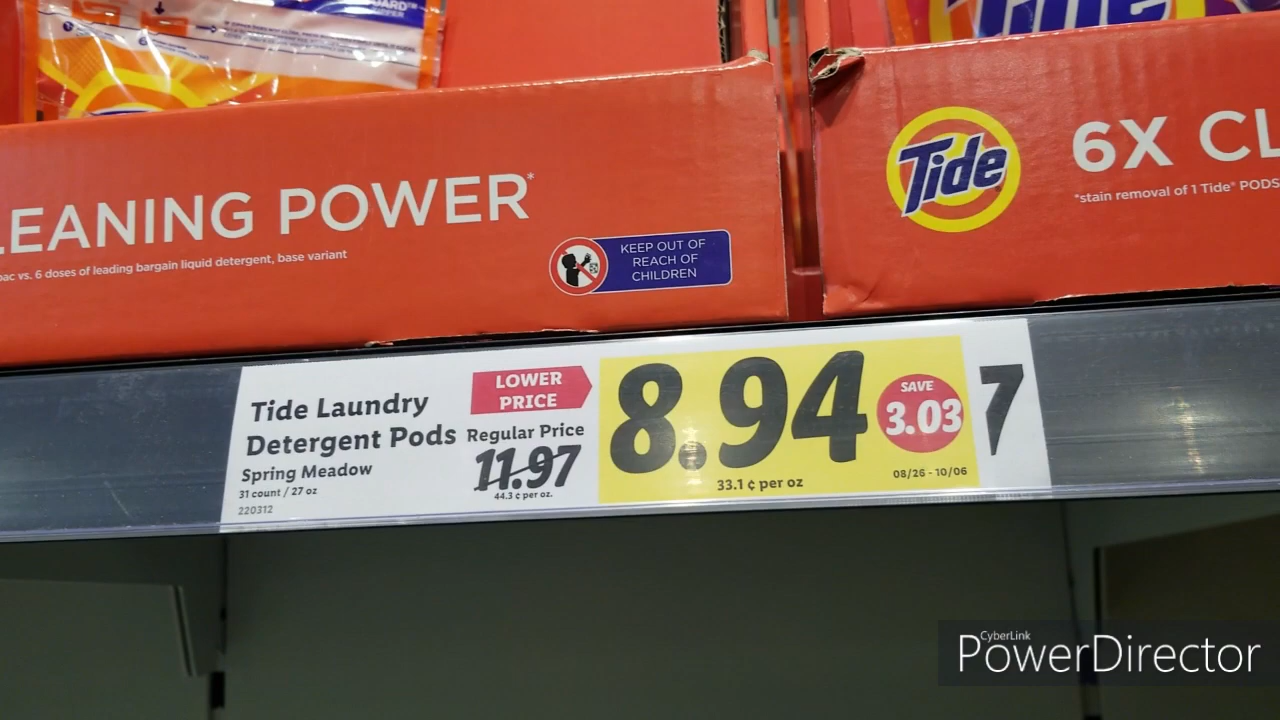 Tide
LEANING POWER*
pac vs. 6 doses of leading bargain liquid detergent, base variant
KEEP OUT OF
REACH OF
CHILDREN
Tide
6X CL
*stain removal of 1 Tide® PODS
Tide Laundry
Detergent Pods
Spring Meadow
31 count / 27 oz
220312
LOWER
PRICE
Regular Price
11.97
44.3 ¢ per oz.
8.94
33.1 ¢ per oz
SAVE
3.03
08/26 - 10/06
7
CyberLink
PowerDirector